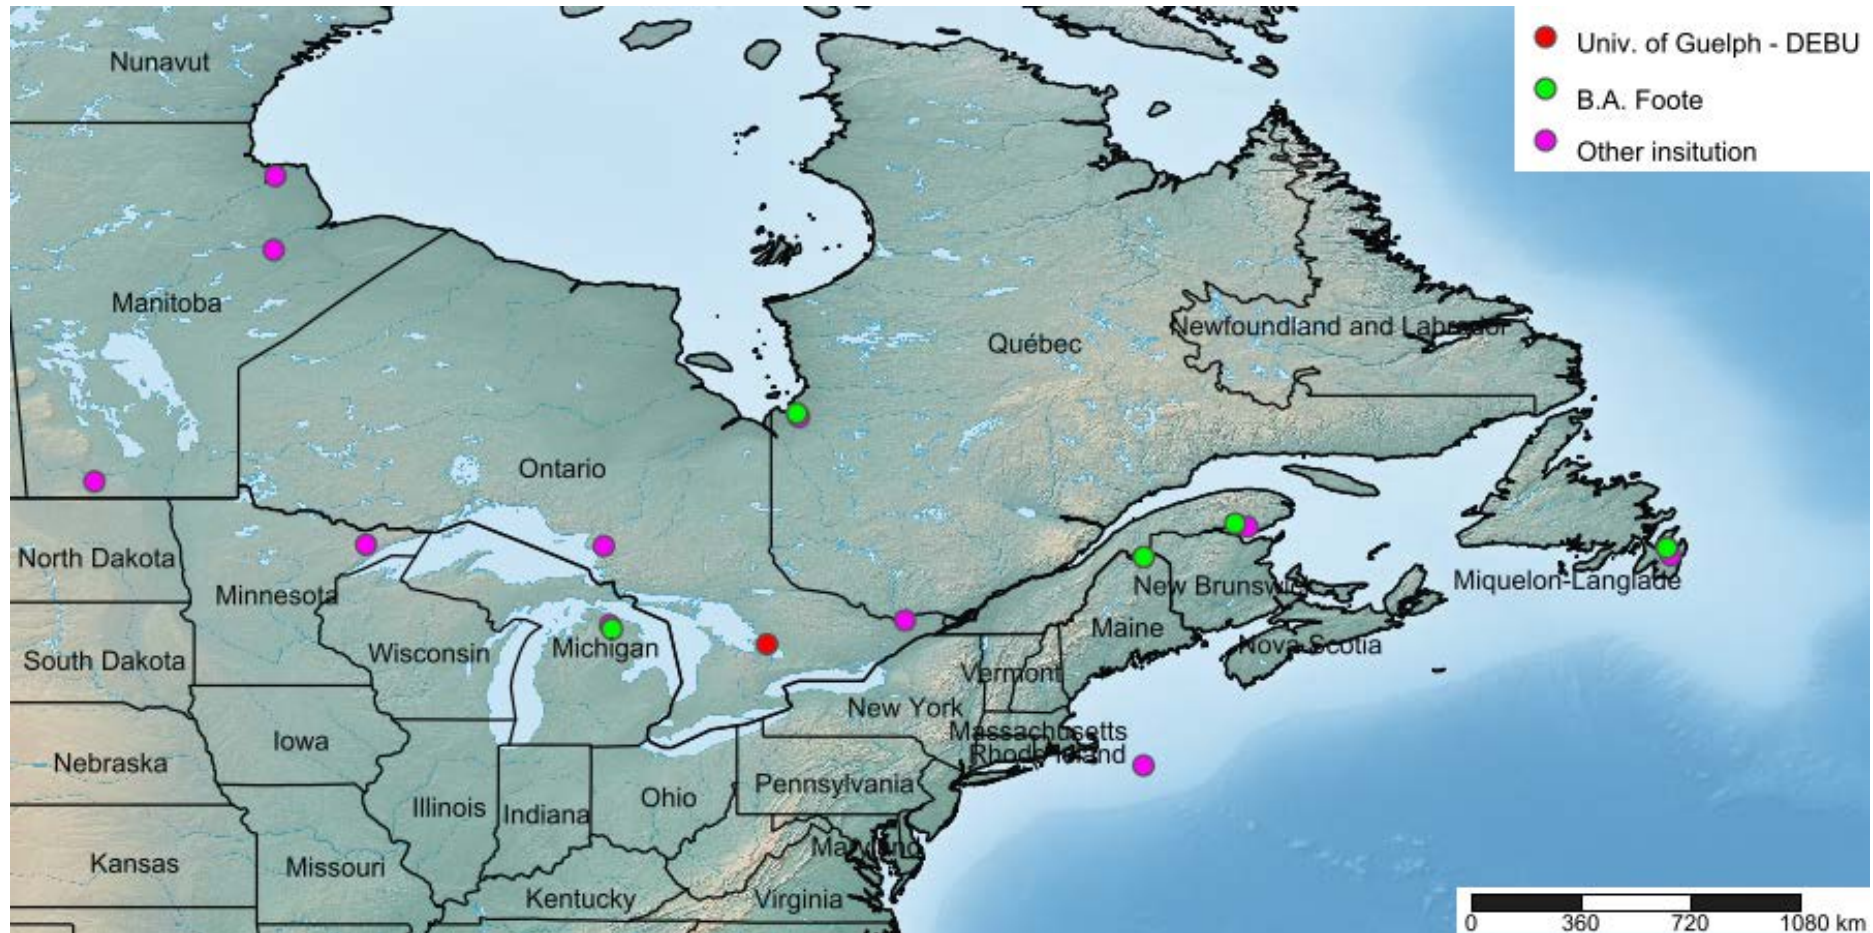 Univ. of Guelph - DEBU
B.A. Foote
Other insitution
Nunavut
Manitoba
Newfoundland and Labrador
Québec
Ontario
North Dakota
Minnesota
New Brunswick
Miquelon-Langlade
Maine
Nova Scotia
Michigan
Wisconsin
South Dakota
Vermont
New York
Massachusetts
Rhode Island
Iowa
Nebraska
Pennsylvania
Ohio
Illinois
Indiana
Maryland
Kansas
Missouri
Kentucky
Virginia
0 360 720 1080 km